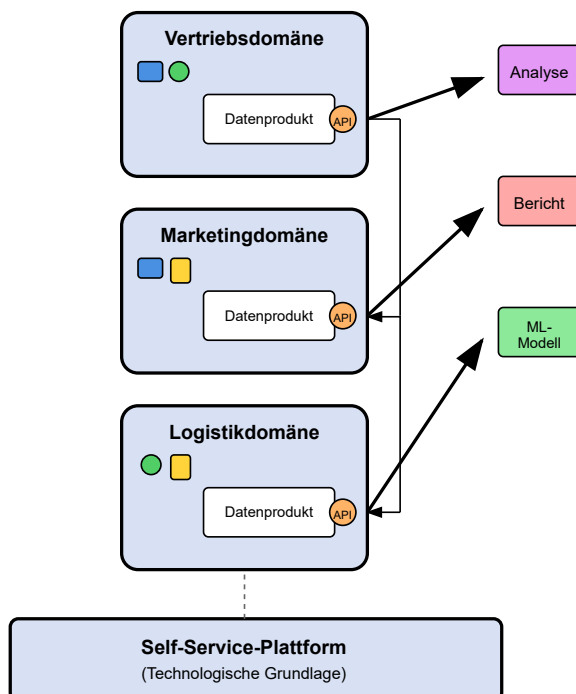 Vertriebsdomäne
Datenprodukt
API
Analyse
Marketingdomäne
Datenprodukt
API
Bericht
Logistikdomäne
Datenprodukt
API
ML-
Modell
Self-Service-Plattform
(Technologische Grundlage)